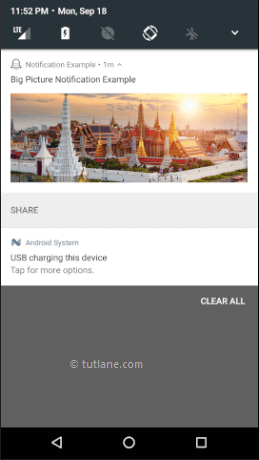 11:52 PM • Mon, Sep 18
LTE
Notification Example • 1m
Big Picture Notification Example
SHARE
Android System
USB charging this device
Tap for more options.
CLEAR ALL
© tutlane.com